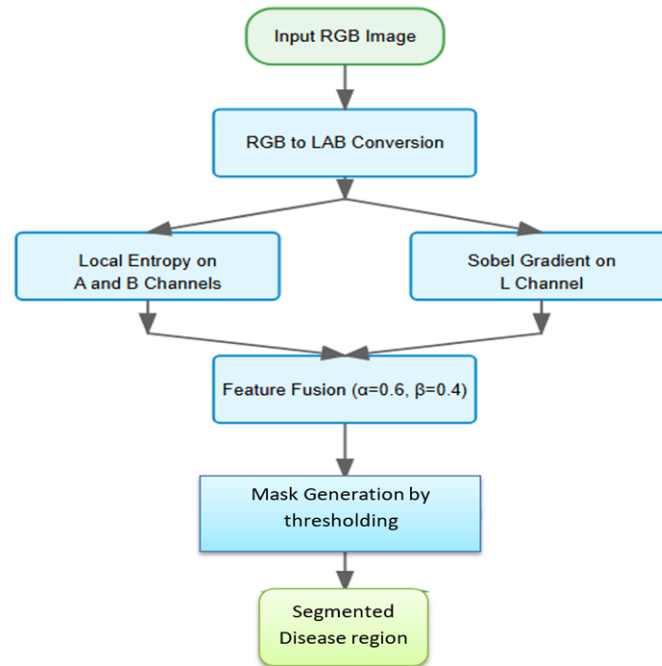 Input RGB Image
RGB to LAB Conversion
Local Entropy on
A and B Channels
Sobel Gradient on
L Channel
Feature Fusion (α=0.6, β=0.4)
Mask Generation by
thresholding
Segmented
Disease region